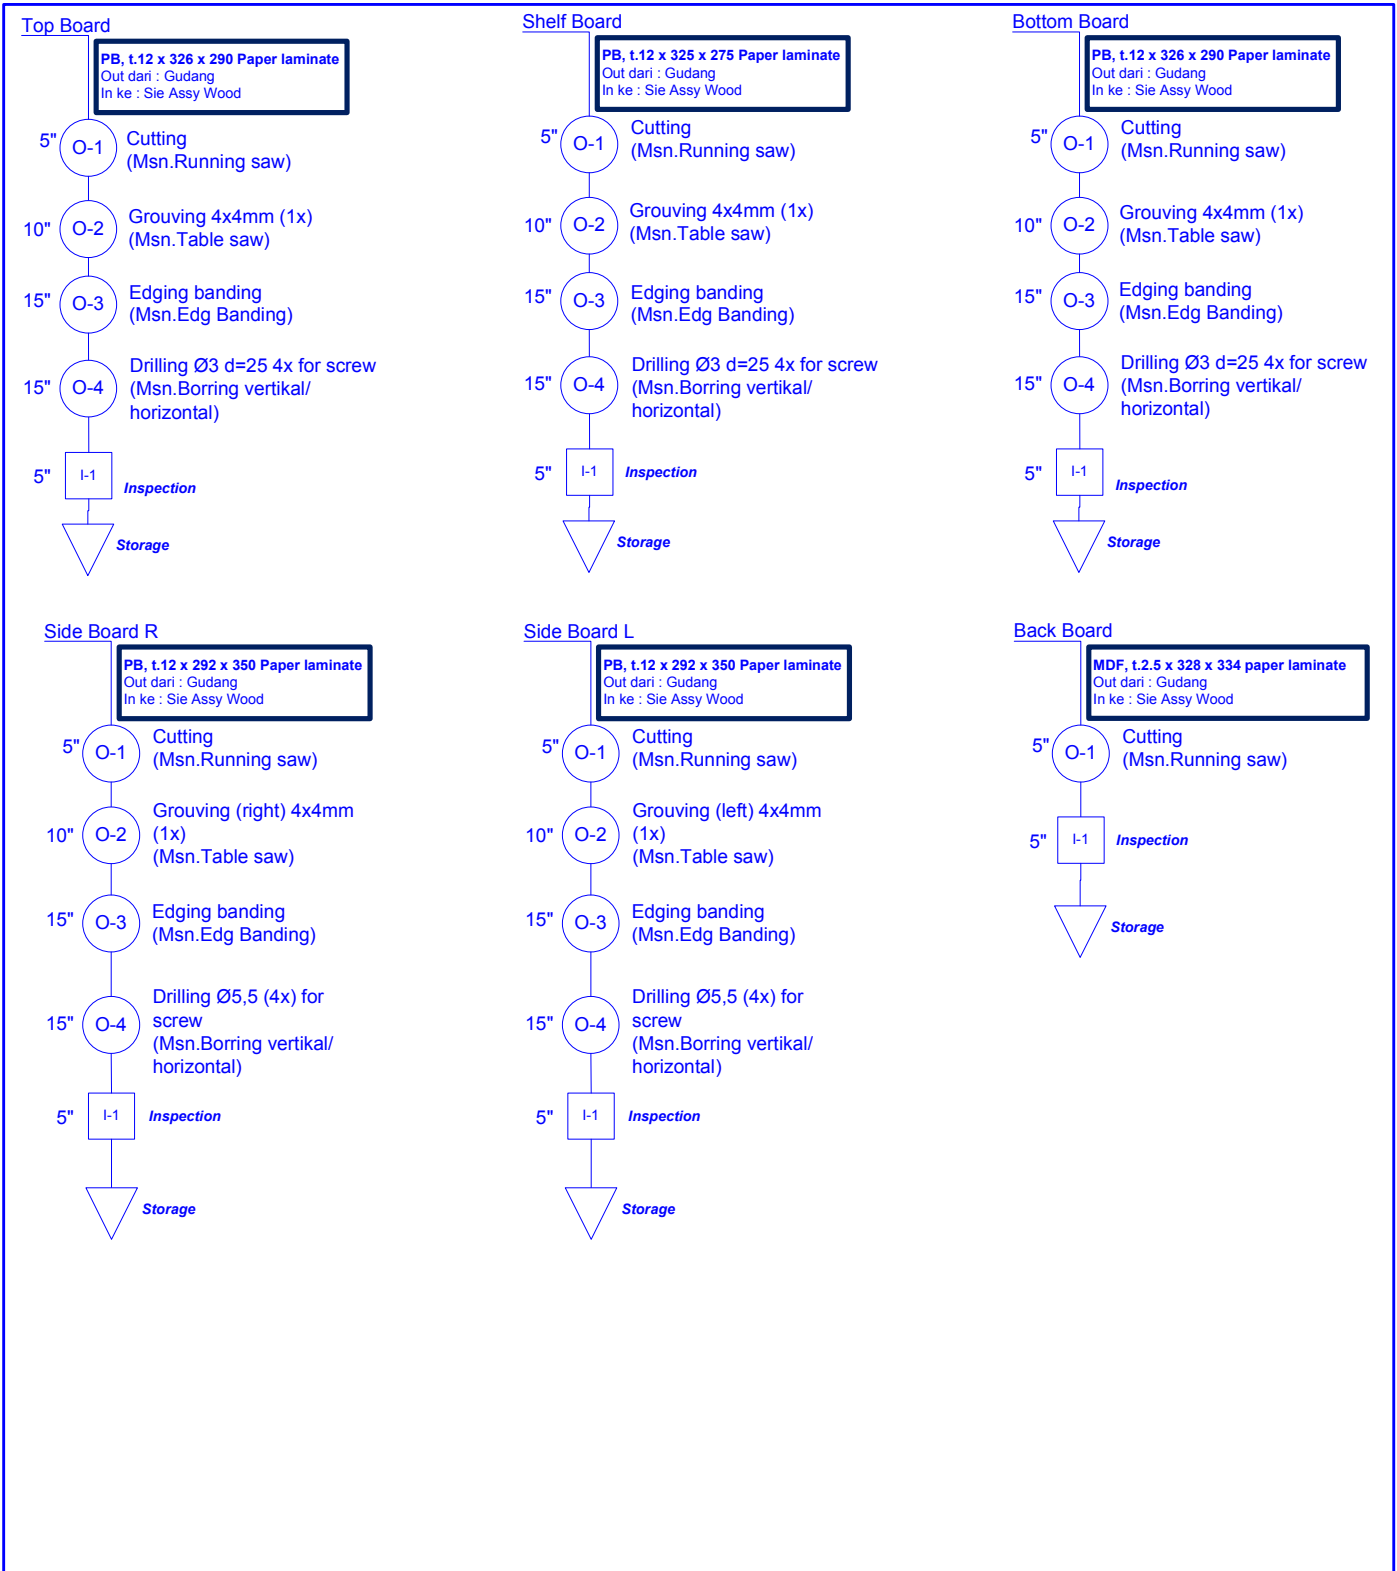 Top Board
PB, t.12 x 326 x 290 Paper laminate
Out dari : Gudang
In ke : Sie Assy Wood
5"
O-1
Cutting
(Msn.Running saw)
10"
O-2
Grouving 4x4mm (1x)
(Msn.Table saw)
15"
O-3
Edging banding
(Msn.Edg Banding)
15"
O-4
Drilling Ø3 d=25 4x for screw
(Msn.Borring vertikal/
horizontal)
5"
I-1
Inspection
Storage
Shelf Board
PB, t.12 x 325 x 275 Paper laminate
Out dari : Gudang
In ke : Sie Assy Wood
5"
O-1
Cutting
(Msn.Running saw)
10"
O-2
Grouving 4x4mm (1x)
(Msn.Table saw)
15"
O-3
Edging banding
(Msn.Edg Banding)
15"
O-4
Drilling Ø3 d=25 4x for screw
(Msn.Borring vertikal/
horizontal)
5"
I-1
Inspection
Storage
Bottom Board
PB, t.12 x 326 x 290 Paper laminate
Out dari : Gudang
In ke : Sie Assy Wood
5"
O-1
Cutting
(Msn.Running saw)
10"
O-2
Grouving 4x4mm (1x)
(Msn.Table saw)
15"
O-3
Edging banding
(Msn.Edg Banding)
15"
O-4
Drilling Ø3 d=25 4x for screw
(Msn.Borring vertikal/
horizontal)
5"
I-1
Inspection
Storage
Side Board R
PB, t.12 x 292 x 350 Paper laminate
Out dari : Gudang
In ke : Sie Assy Wood
5"
O-1
Cutting
(Msn.Running saw)
10"
O-2
Grouving (right) 4x4mm
(1x)
(Msn.Table saw)
15"
O-3
Edging banding
(Msn.Edg Banding)
15"
O-4
Drilling Ø5,5 (4x) for
screw
(Msn.Borring vertikal/
horizontal)
5"
I-1
Inspection
Storage
Side Board L
PB, t.12 x 292 x 350 Paper laminate
Out dari : Gudang
In ke : Sie Assy Wood
5"
O-1
Cutting
(Msn.Running saw)
10"
O-2
Grouving (left) 4x4mm
(1x)
(Msn.Table saw)
15"
O-3
Edging banding
(Msn.Edg Banding)
15"
O-4
Drilling Ø5,5 (4x) for
screw
(Msn.Borring vertikal/
horizontal)
5"
I-1
Inspection
Storage
Back Board
MDF, t.2.5 x 328 x 334 paper laminate
Out dari : Gudang
In ke : Sie Assy Wood
5"
O-1
Cutting
(Msn.Running saw)
5"
I-1
Inspection
Storage